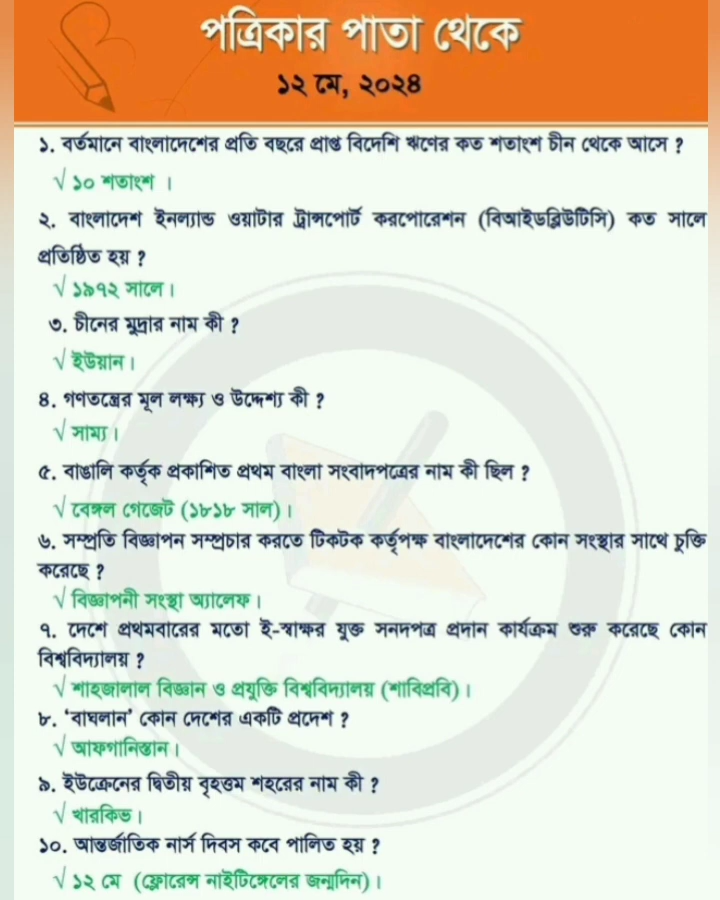 পত্রিকার পাতা থেকে
১২ মে, ২০২৪
১. বর্তমানে বাংলাদেশের প্রতি বছরে প্রাপ্ত বিদেশি ঋণের কত শতাংশ চীন থেকে আসে ?
√ ১০ শতাংশ ।
২. বাংলাদেশ ইনল্যান্ড ওয়াটার ট্রান্সপোর্ট করপোরেশন (বিআইডব্লিউটিসি) কত সালে
প্রতিষ্ঠিত হয় ?
√ ১৯৭২ সালে।
৩. চীনের মুদ্রার নাম কী ?
√ ইউয়ান।
৪. গণতন্ত্রের মূল লক্ষ্য ও উদ্দেশ্য কী ?
√ সাম্য।
৫. বাঙালি কর্তৃক প্রকাশিত প্রথম বাংলা সংবাদপত্রের নাম কী ছিল ?
√ বেঙ্গল গেজেট (১৮১৮ সাল)।
৬. সম্প্রতি বিজ্ঞাপন সম্প্রচার করতে টিকটক কর্তৃপক্ষ বাংলাদেশের কোন সংস্থার সাথে চুক্তি
করেছে ?
√ বিজ্ঞাপনী সংস্থা অ্যালেফ।
৭. দেশে প্রথমবারের মতো ই-স্বাক্ষর যুক্ত সনদপত্র প্রদান কার্যক্রম শুরু করেছে কোন
বিশ্ববিদ্যালয় ?
√ শাহজালাল বিজ্ঞান ও প্রযুক্তি বিশ্ববিদ্যালয় (শাবিপ্রবি)।
৮. ‘বাঘলান’ কোন দেশের একটি প্রদেশ ?
√ আফগানিস্তান।
৯. ইউক্রেনের দ্বিতীয় বৃহত্তম শহরের নাম কী ?
√ খারকিভ।
১০. আন্তর্জাতিক নার্স দিবস কবে পালিত হয় ?
√ ১২ মে (ফ্লোরেন্স নাইটিঙ্গেলের জন্মদিন)।